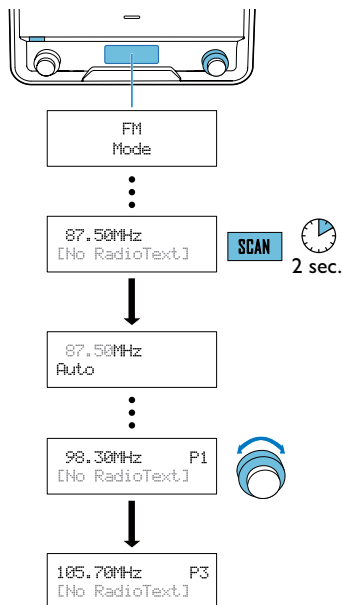 FM
Mode
87.50MHz
[No RadioText]
SCAN
2 sec.
87.50MHz
Auto
98.30MHz P1
[No RadioText]
105.70MHz P3
[No RadioText]